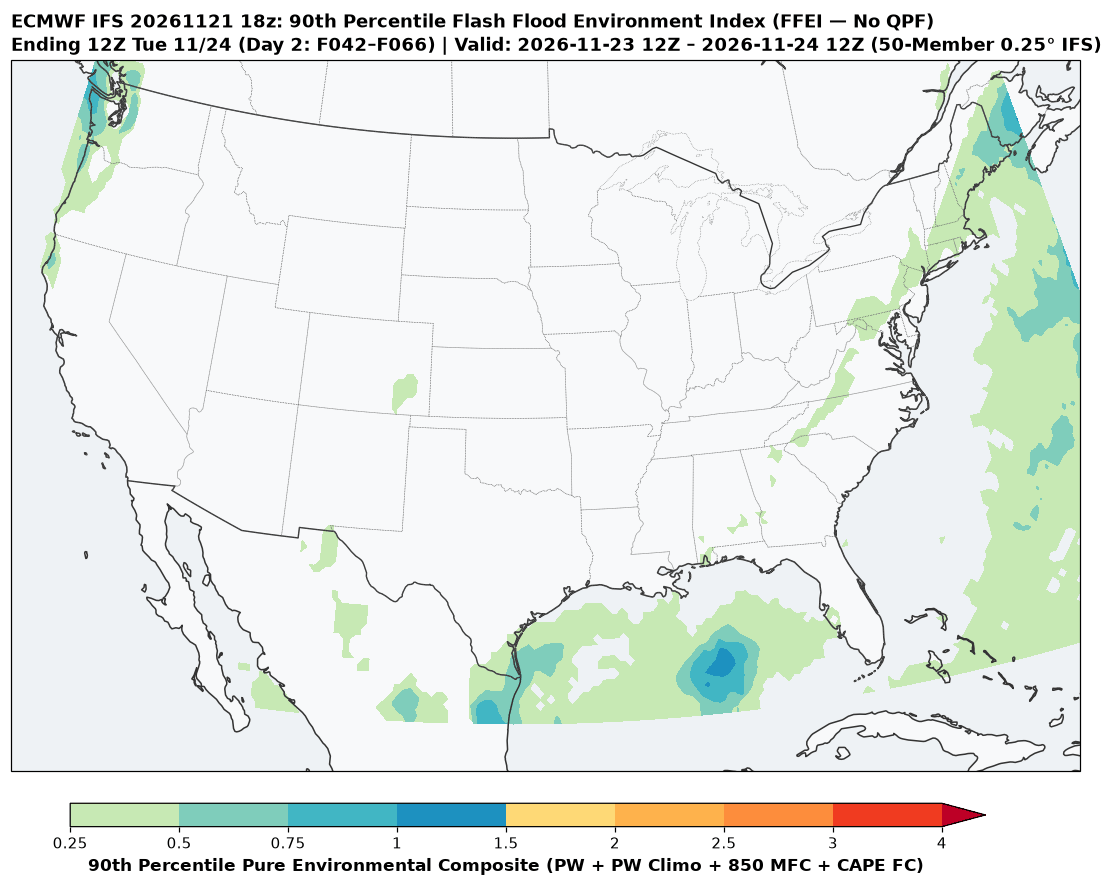 ECMWF IFS 20261121 18z: 90th Percentile Flash Flood Environment Index (FFEI — No QPF)
Ending 12Z Tue 11/24 (Day 2: F042–F066) | Valid: 2026-11-23 12Z – 2026-11-24 12Z (50-Member 0.25° IFS)
0.25 0.5 0.75 1 1.5 2 2.5 3 4
90th Percentile Pure Environmental Composite (PW + PW Climo + 850 MFC + CAPE FC)